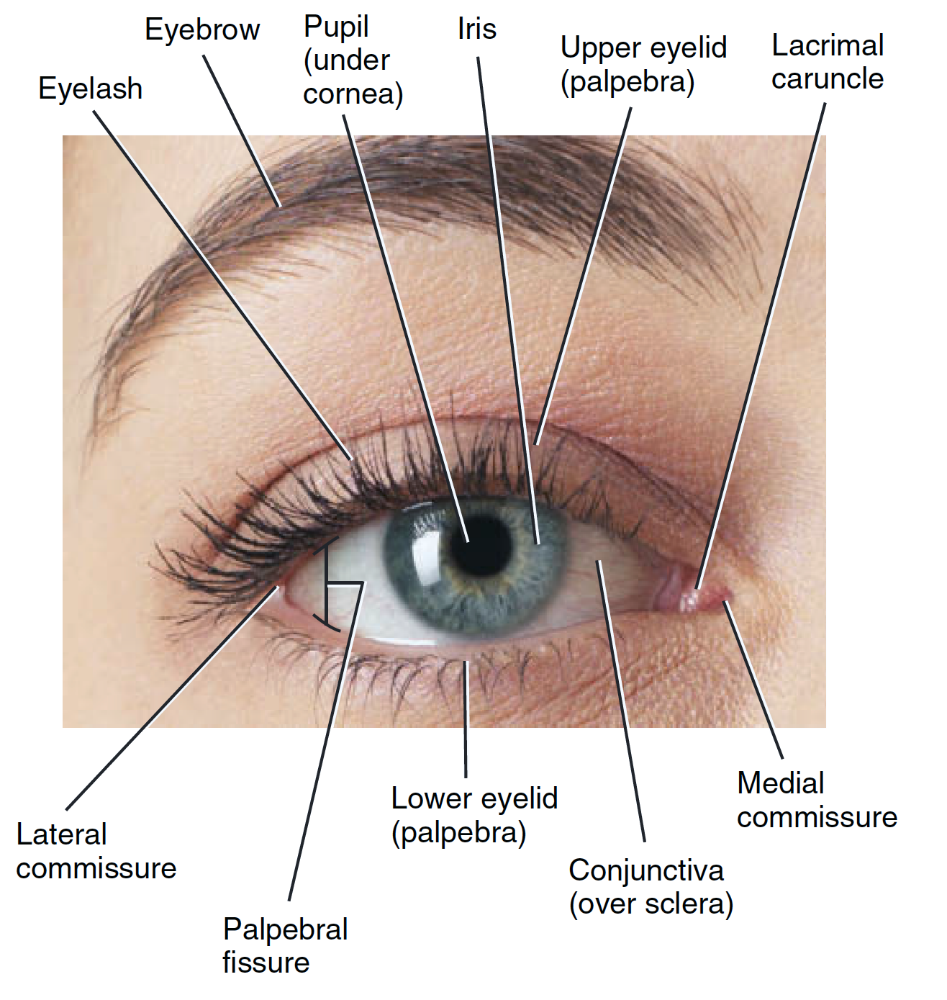 Eyebrow
Pupil
(under
cornea)
Iris
Upper eyelid
(palpebra)
Lacrimal
caruncle
Eyelash
Lateral
commissure
Palpebral
fissure
Lower eyelid
(palpebra)
Conjunctiva
(over sclera)
Medial
commissure